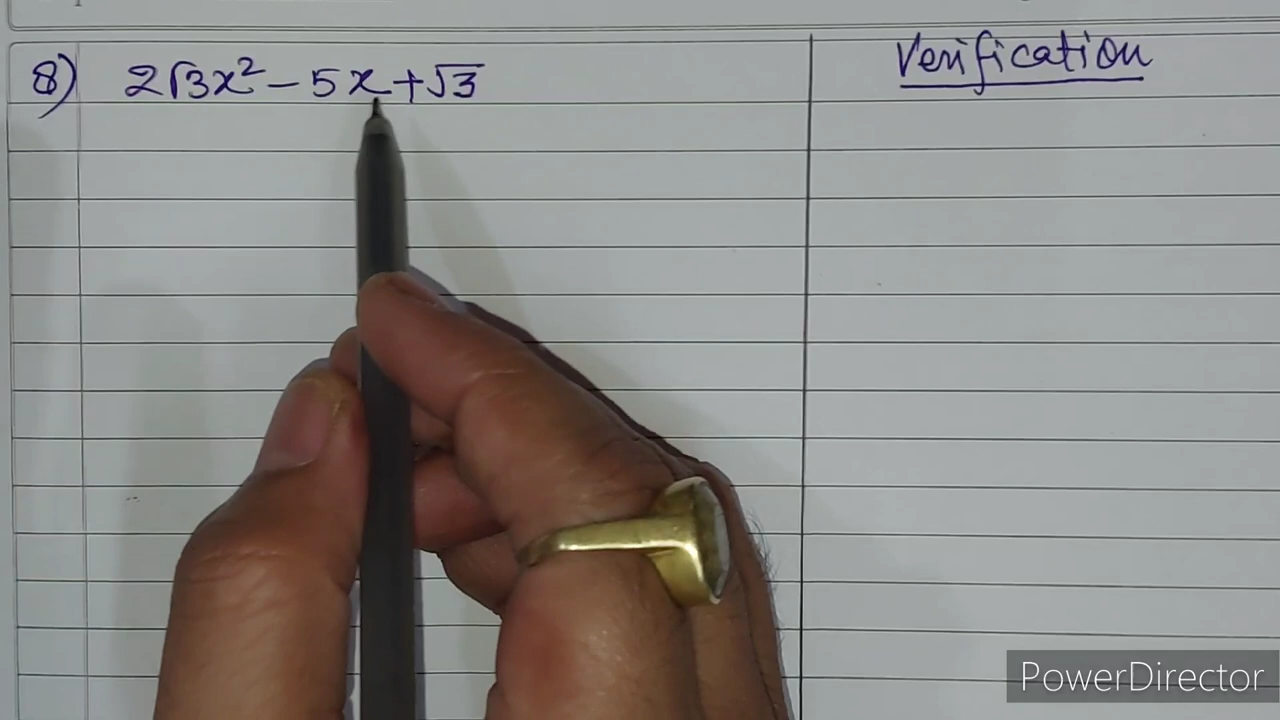 8) 2√3x² - 5x + √3
Verification
PowerDirector